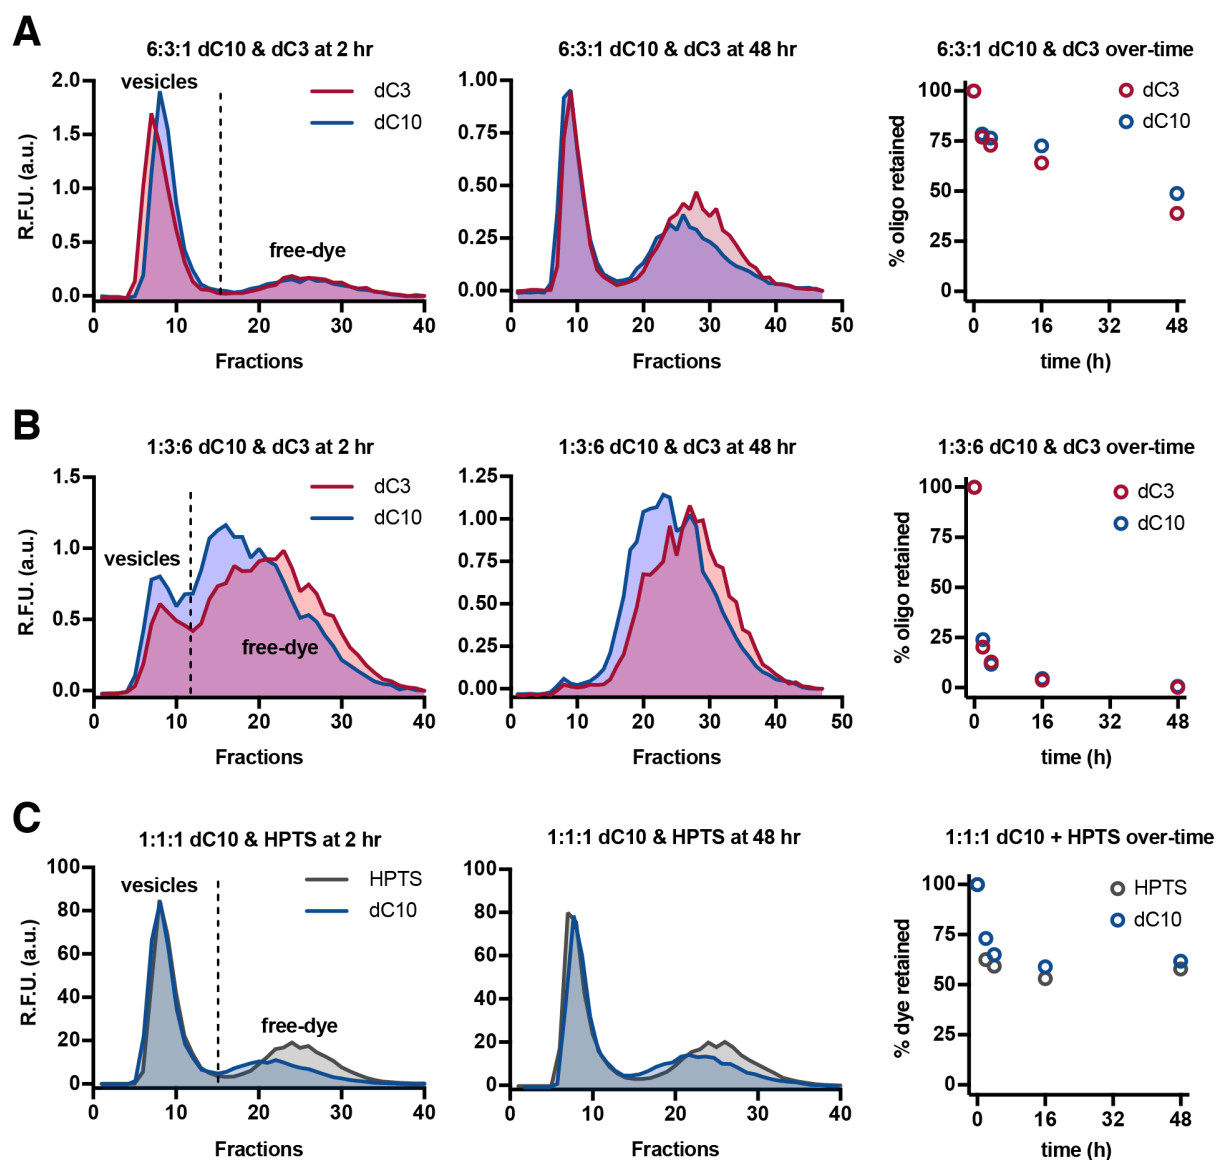 A
6:3:1 dC10 & dC3 at 2 hr
vesicles
free-dye
dC3
dC10
R.F.U. (a.u.)
2.0
1.5
1.0
0.5
0.0
0 10 20 30 40
Fractions
6:3:1 dC10 & dC3 at 48 hr
1.00
0.75
0.50
0.25
0.00
0 10 20 30 40 50
Fractions
6:3:1 dC10 & dC3 over-time
dC3
dC10
% oligo retained
100
75
50
25
0
0 16 32 48
time (h)
B
1:3:6 dC10 & dC3 at 2 hr
dC3
dC10
vesicles
free-dye
R.F.U. (a.u.)
1.5
1.0
0.5
0.0
0 10 20 30 40
Fractions
1:3:6 dC10 & dC3 at 48 hr
1.25
1.00
0.75
0.50
0.25
0.00
0 10 20 30 40 50
Fractions
1:3:6 dC10 & dC3 over-time
dC3
dC10
% oligo retained
100
75
50
25
0
0 16 32 48
time (h)
C
1:1:1 dC10 & HPTS at 2 hr
vesicles
HPTS
dC10
free-dye
R.F.U. (a.u.)
100
80
60
40
20
0
0 10 20 30 40
Fractions
1:1:1 dC10 & HPTS at 48 hr
100
80
60
40
20
0
0 10 20 30 40
Fractions
1:1:1 dC10 + HPTS over-time
HPTS
dC10
% dye retained
100
75
50
25
0
0 16 32 48
time (h)